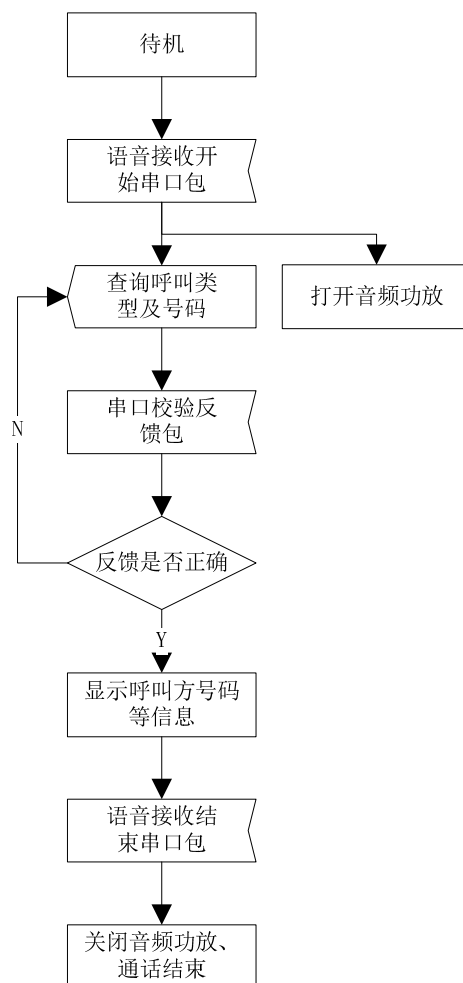 待机
语音接收开
始串口包
查询呼叫类
型及号码
打开音频功放
串口校验反
馈包
N
反馈是否正确
Y
显示呼叫方号码
等信息
语音接收结
束串口包
关闭音频功放、
通话结束